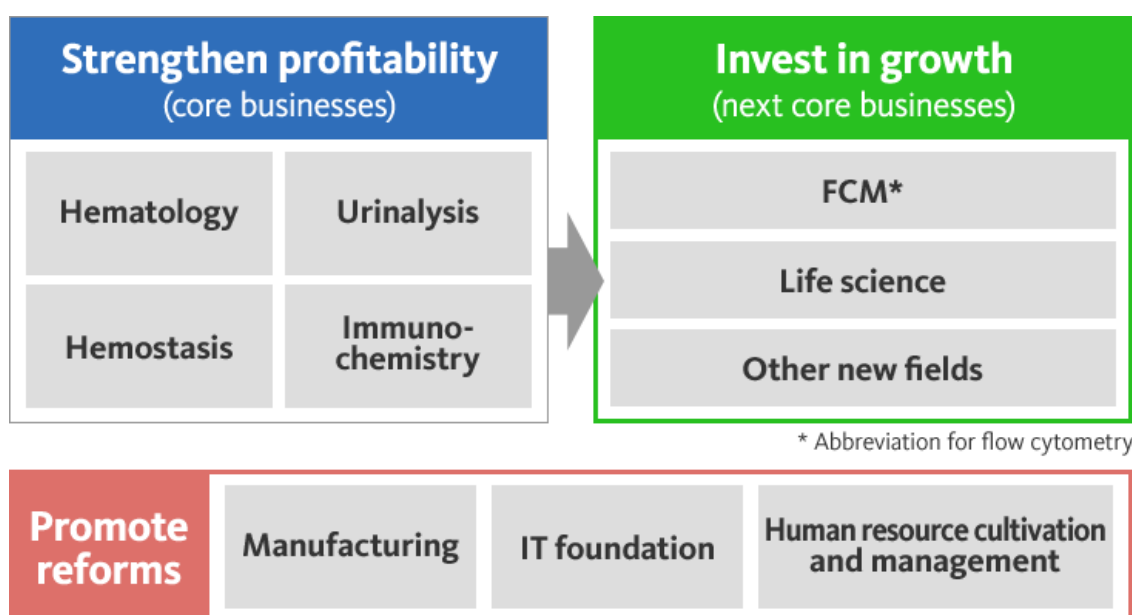 Strengthen profitability
(core businesses)
Hematology
Urinalysis
Hemostasis
Immuno-
chemistry
Invest in growth
(next core businesses)
FCM*
Life science
Other new fields
* Abbreviation for flow cytometry
Promote
reforms
Manufacturing
IT foundation
Human resource cultivation
and management